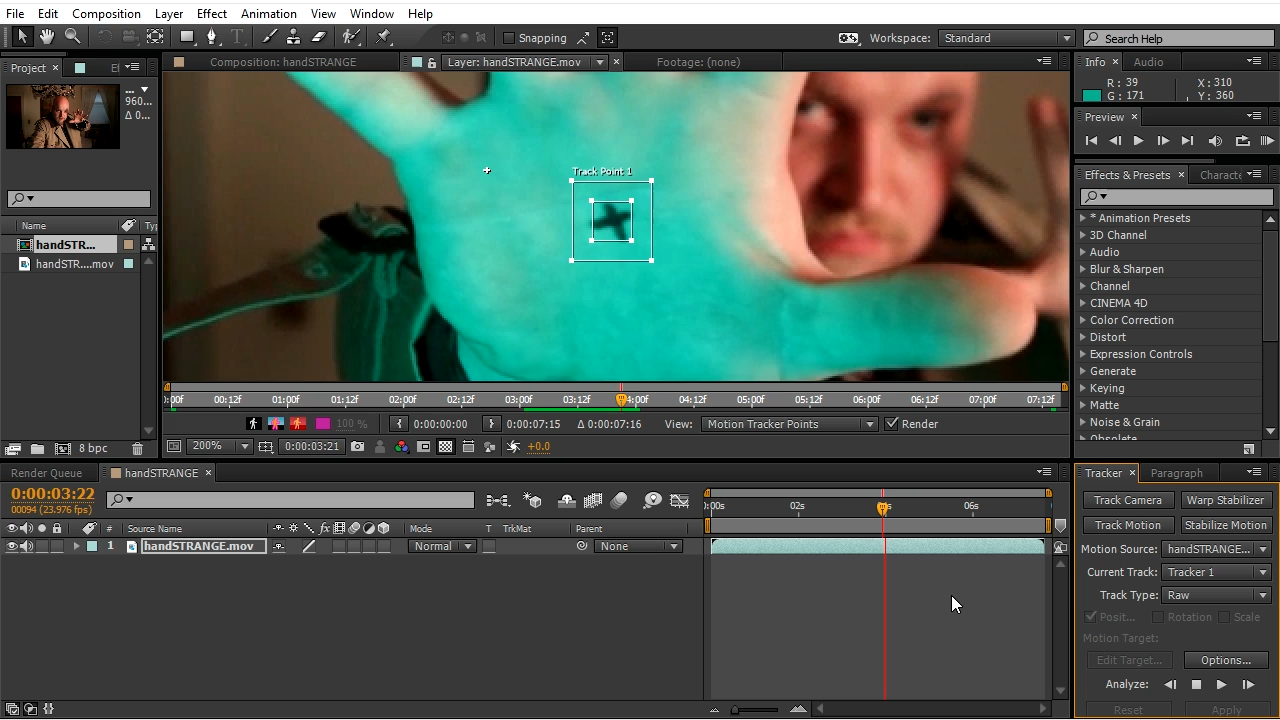 File Edit Composition Layer Effect Animation View Window Help
Snapping
Workspace: Standard
Search Help
Project ×
Composition: handSTRANGE
Layer: handSTRANGE.mov ×
Footage: (none)
Info × Audio
... 960... Δ 0...
R: 39 X: 310
G: 171 Y: 360
Preview ×
Track Point 1
Effects & Presets ×
* Animation Presets
3D Channel
Audio
Blur & Sharpen
Channel
CINEMA 4D
Color Correction
Distort
Expression Controls
Generate
Keying
Matte
Noise & Grain
Obsolete
Name
handSTR...
handSTR....mov
8 bpc
00:12f 01:00f 01:12f 02:00f 02:12f 03:00f 03:12f 04:12f 05:00f 05:12f 06:00f 06:12f 07:00f 07:12f
100 % 0:00:00:00 0:00:07:15 Δ 0:00:07:16 View: Motion Tracker Points Render
200% 0:00:03:21 +0.0
Render Queue handSTRANGE ×
Tracker × Paragraph
0:00:03:22
00094 (23.976 fps)
02s 06s
# Source Name Mode T TrkMat Parent
1 handSTRANGE.mov Normal None
Track Camera Warp Stabilizer
Track Motion Stabilize Motion
Motion Source: handSTRANGE...
Current Track: Tracker 1
Track Type: Raw
Posit... Rotation Scale
Motion Target:
Edit Target... Options...
Analyze:
Reset Apply